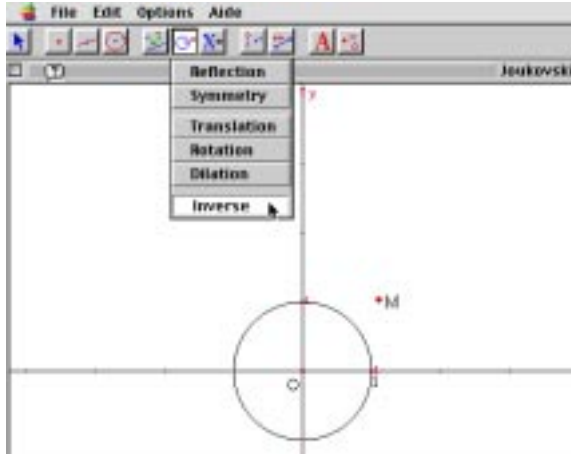 File Edit Options Aide
Joukovski
Reflection
Symmetry
Translation
Rotation
Dilation
Inverse
y
M
O